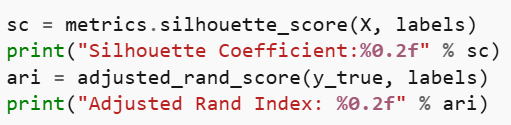 sc = metrics.silhouette_score(X, labels)
print("Silhouette Coefficient:%0.2f" % sc)
ari = adjusted_rand_score(y_true, labels)
print("Adjusted Rand Index: %0.2f" % ari)